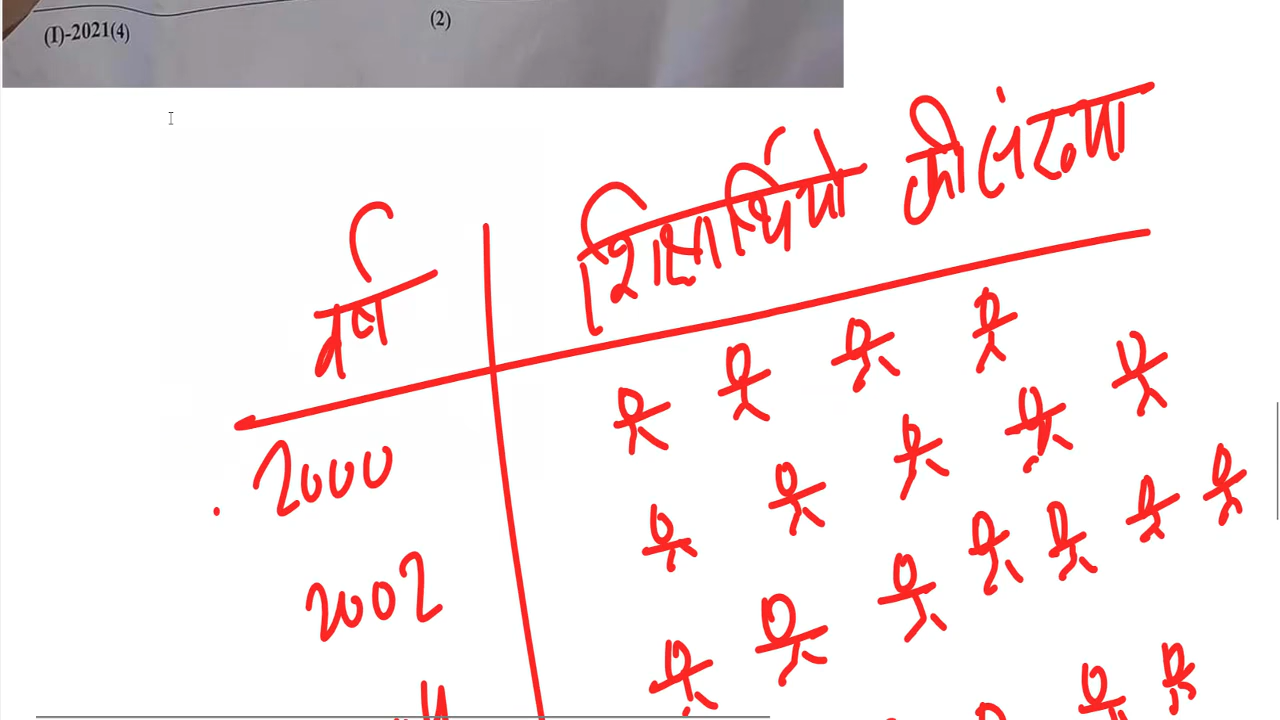 (I)-2021(4)
(2)
वर्ष
शिक्षार्थियों की संख्या
2000
2002